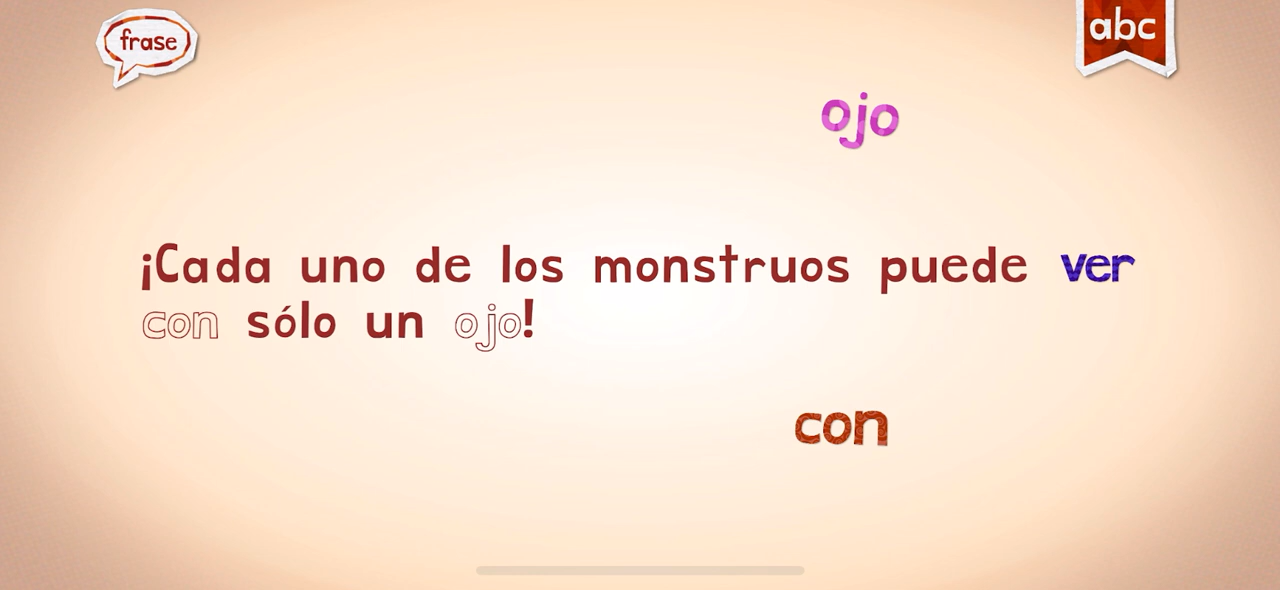 frase
abc
ojo
¡Cada uno de los monstruos puede ver
con sólo un ojo!
con